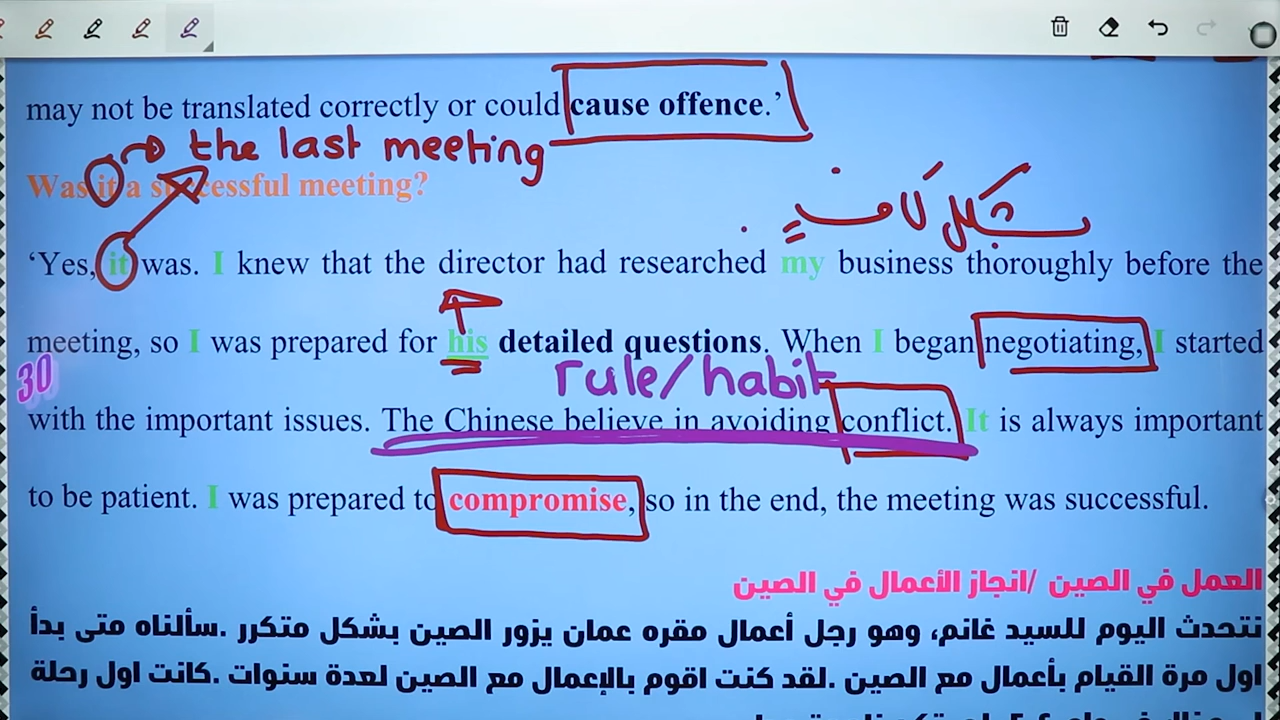 may not be translated correctly or could cause offence.’
the last meeting
Was it a successful meeting?
بشكل لافت
‘Yes, it was. I knew that the director had researched my business thoroughly before the
meeting, so I was prepared for his detailed questions. When I began negotiating, I started
30
rule/habit
with the important issues. The Chinese believe in avoiding conflict. It is always important
to be patient. I was prepared to compromise, so in the end, the meeting was successful.
العمل في الصين /انجاز الأعمال في الصين
نتحدث اليوم للسيد غانم، وهو رجل أعمال مقره عمان يزور الصين بشكل متكرر .سألناه متى بدأ
اول مرة القيام بأعمال مع الصين .لقد كنت اقوم بالإعمال مع الصين لعدة سنوات .كانت اول رحلة